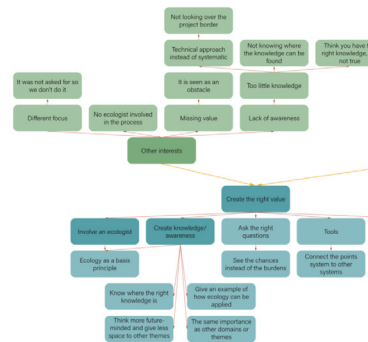 Not looking over the
project border
Technical approach
instead of systematic
Not knowing where
the knowledge can be
found
Think you have t
right knowledge,
not true
It was not asked for so
we don't do it
It is seen as an
obstacle
Too little knowledge
Different focus
No ecologist involved
in the process
Missing value
Lack of awareness
Other interests
Create the right value
Involve an ecologist
Create knowledge/
awareness
Ask the right
questions
Tools
Ecology as a basis
principle
See the chances
instead of the burdens
Connect the points
system to other
systems
Know where the right
knowledge is
Give an example of
how ecology can be
applied
Think more future-
minded and give less
space to other themes
The same importance
as other domains or
themes